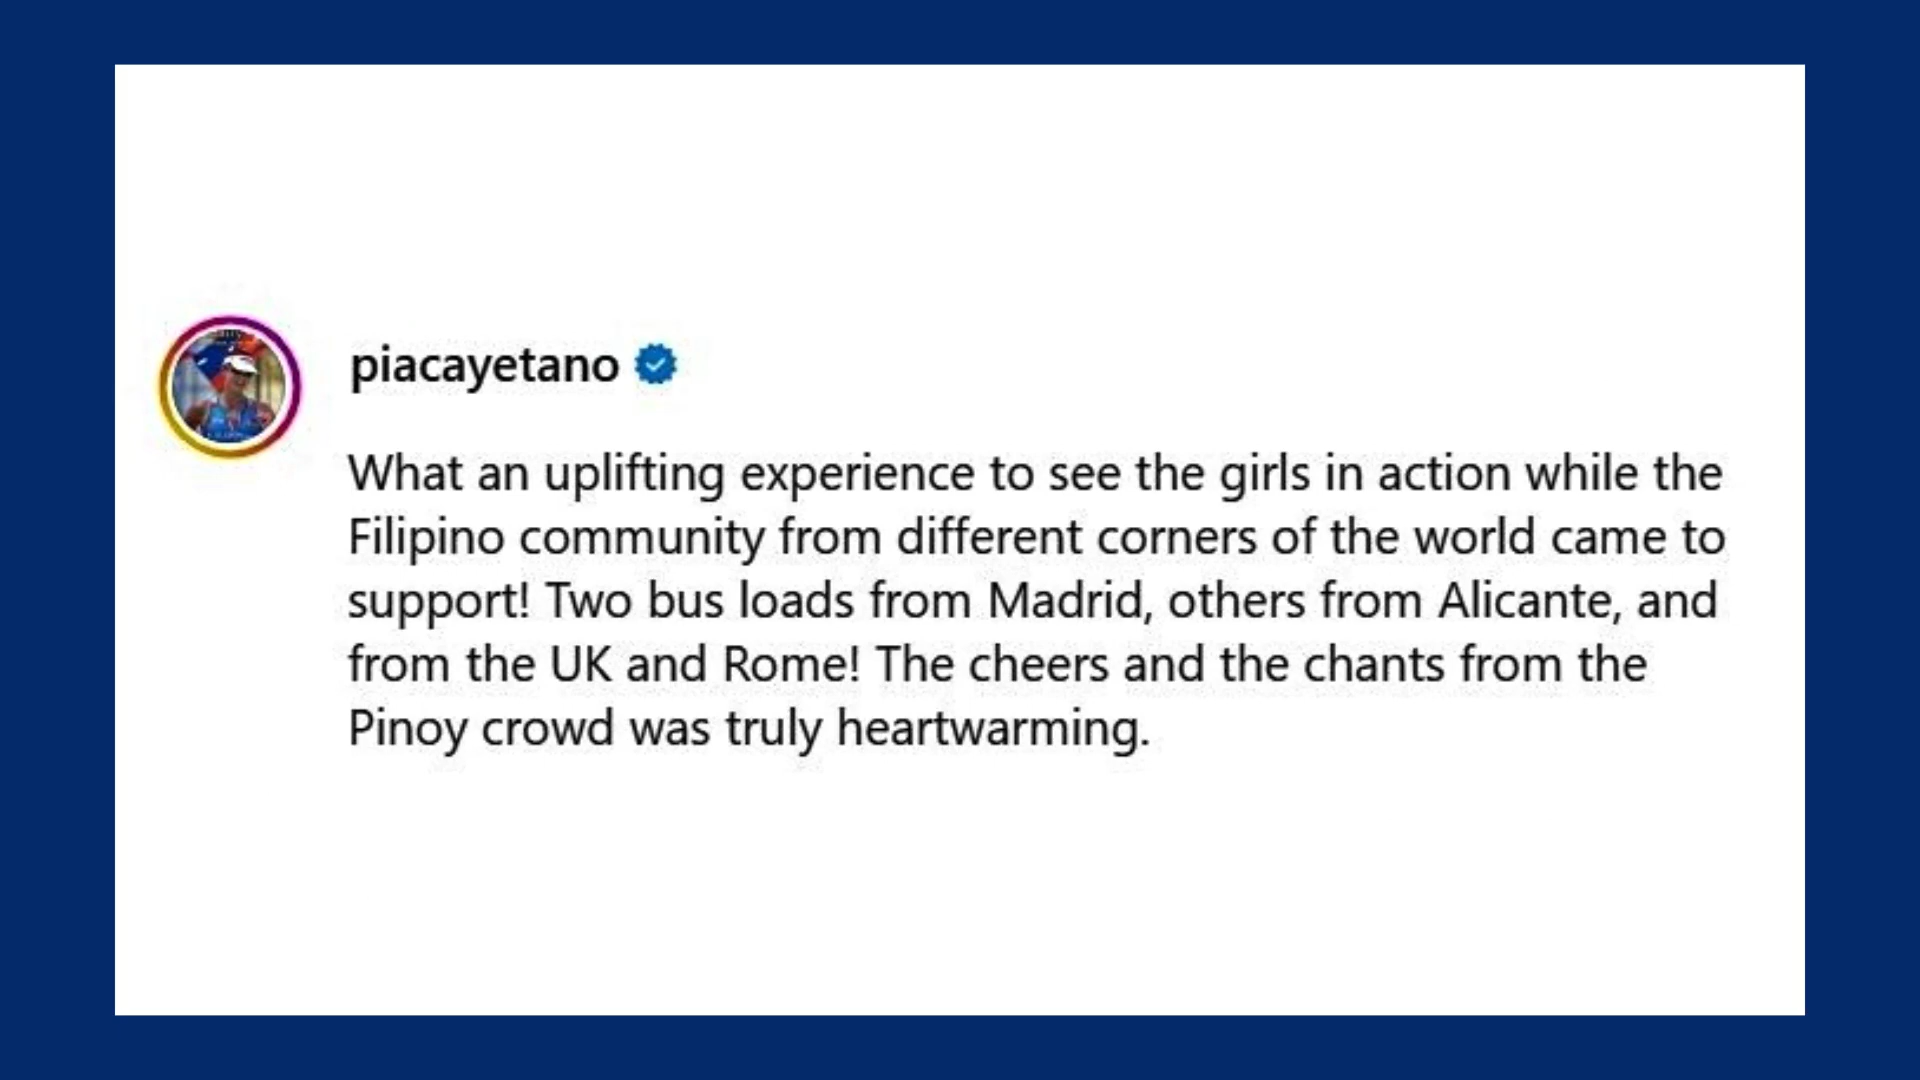 piacayetano
What an uplifting experience to see the girls in action while the
Filipino community from different corners of the world came to
support! Two bus loads from Madrid, others from Alicante, and
from the UK and Rome! The cheers and the chants from the
Pinoy crowd was truly heartwarming.